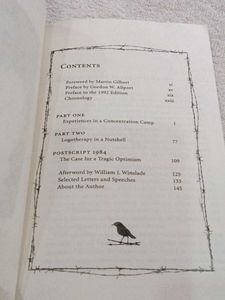 CONTENTS
Foreword by Martin Gilbert xi
Preface by Gordon W. Allport xv
Preface to the 1992 Edition xix
Chronology xxiii
PART ONE
Experiences in a Concentration Camp 1
PART TWO
Logotherapy in a Nutshell 77
POSTSCRIPT 1984
The Case for a Tragic Optimism 109
Afterword by William J. Winslade 125
Selected Letters and Speeches 133
About the Author 145